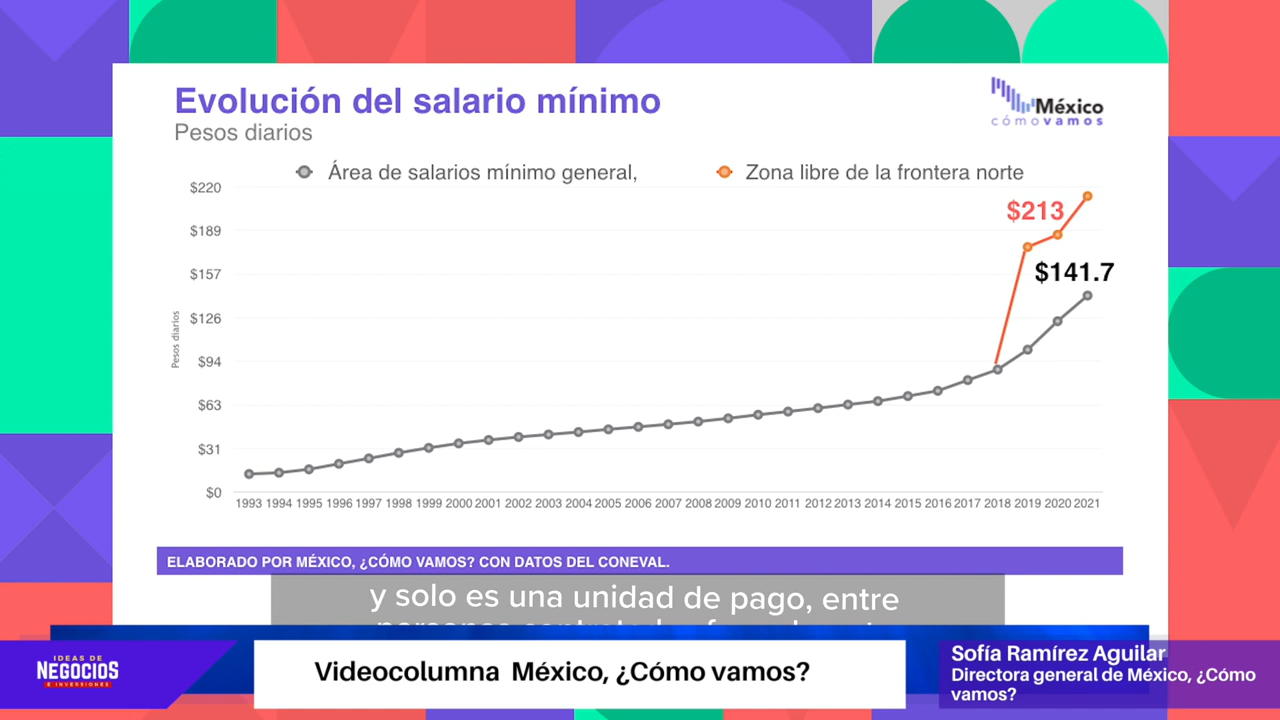 Evolución del salario mínimo
Pesos diarios
México
cómovamos
Área de salarios mínimo general,
Zona libre de la frontera norte
$220
$189
$157
$126
$94
$63
$31
$0
Pesos diarios
$213
$141.7
1993 1994 1995 1996 1997 1998 1999 2000 2001 2002 2003 2004 2005 2006 2007 2008 2009 2010 2011 2012 2013 2014 2015 2016 2017 2018 2019 2020 2021
ELABORADO POR MÉXICO, ¿CÓMO VAMOS? CON DATOS DEL CONEVAL.
y solo es una unidad de pago, entre
IDEAS DE
NEGOCIOS
E INVERSIONES
Videocolumna México, ¿Cómo vamos?
Sofía Ramírez Aguilar
Directora general de México, ¿Cómo
vamos?